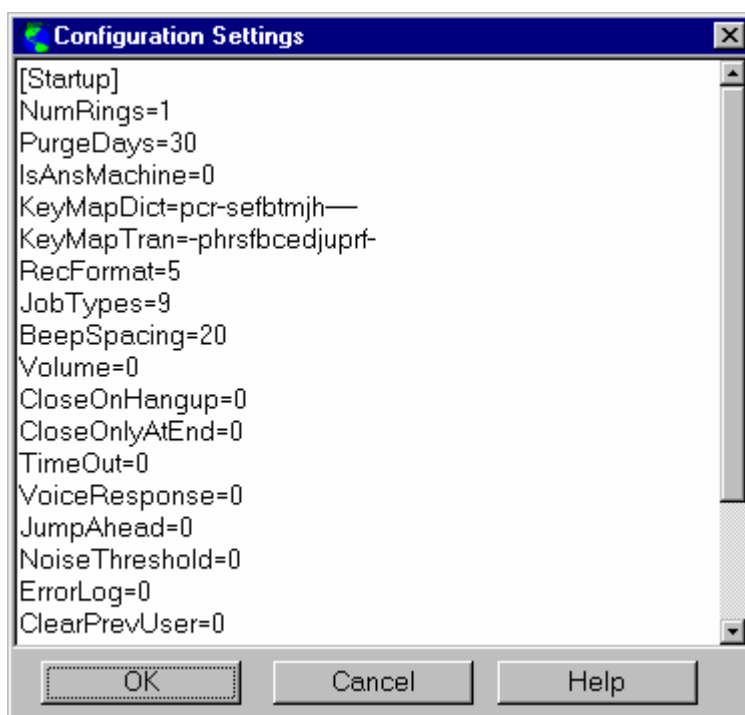 Configuration Settings
[Startup]
NumRings=1
PurgeDays=30
IsAnsMachine=0
KeyMapDict=pcr-sefbtmjh----
KeyMapTran=-phrsfbcedjuprf-
RecFormat=5
JobTypes=9
BeepSpacing=20
Volume=0
CloseOnHangup=0
CloseOnlyAtEnd=0
TimeOut=0
VoiceResponse=0
JumpAhead=0
NoiseThreshold=0
ErrorLog=0
ClearPrevUser=0
OK Cancel Help